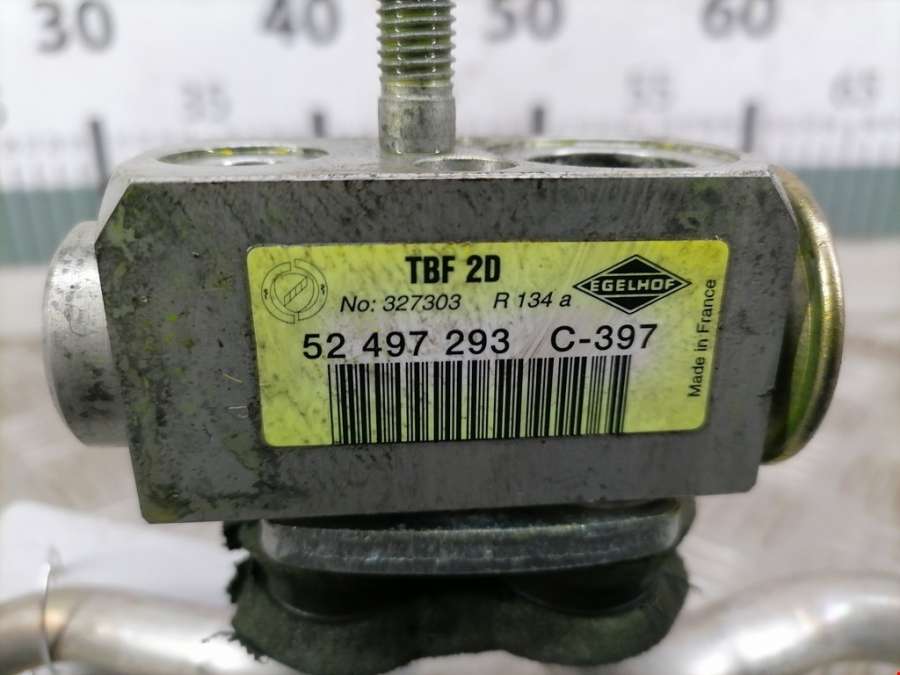 30 40 50 60
35 55 65
TBF 2D
EGELHOF
No: 327303 R 134 a
52 497 293 C-397
Made in France